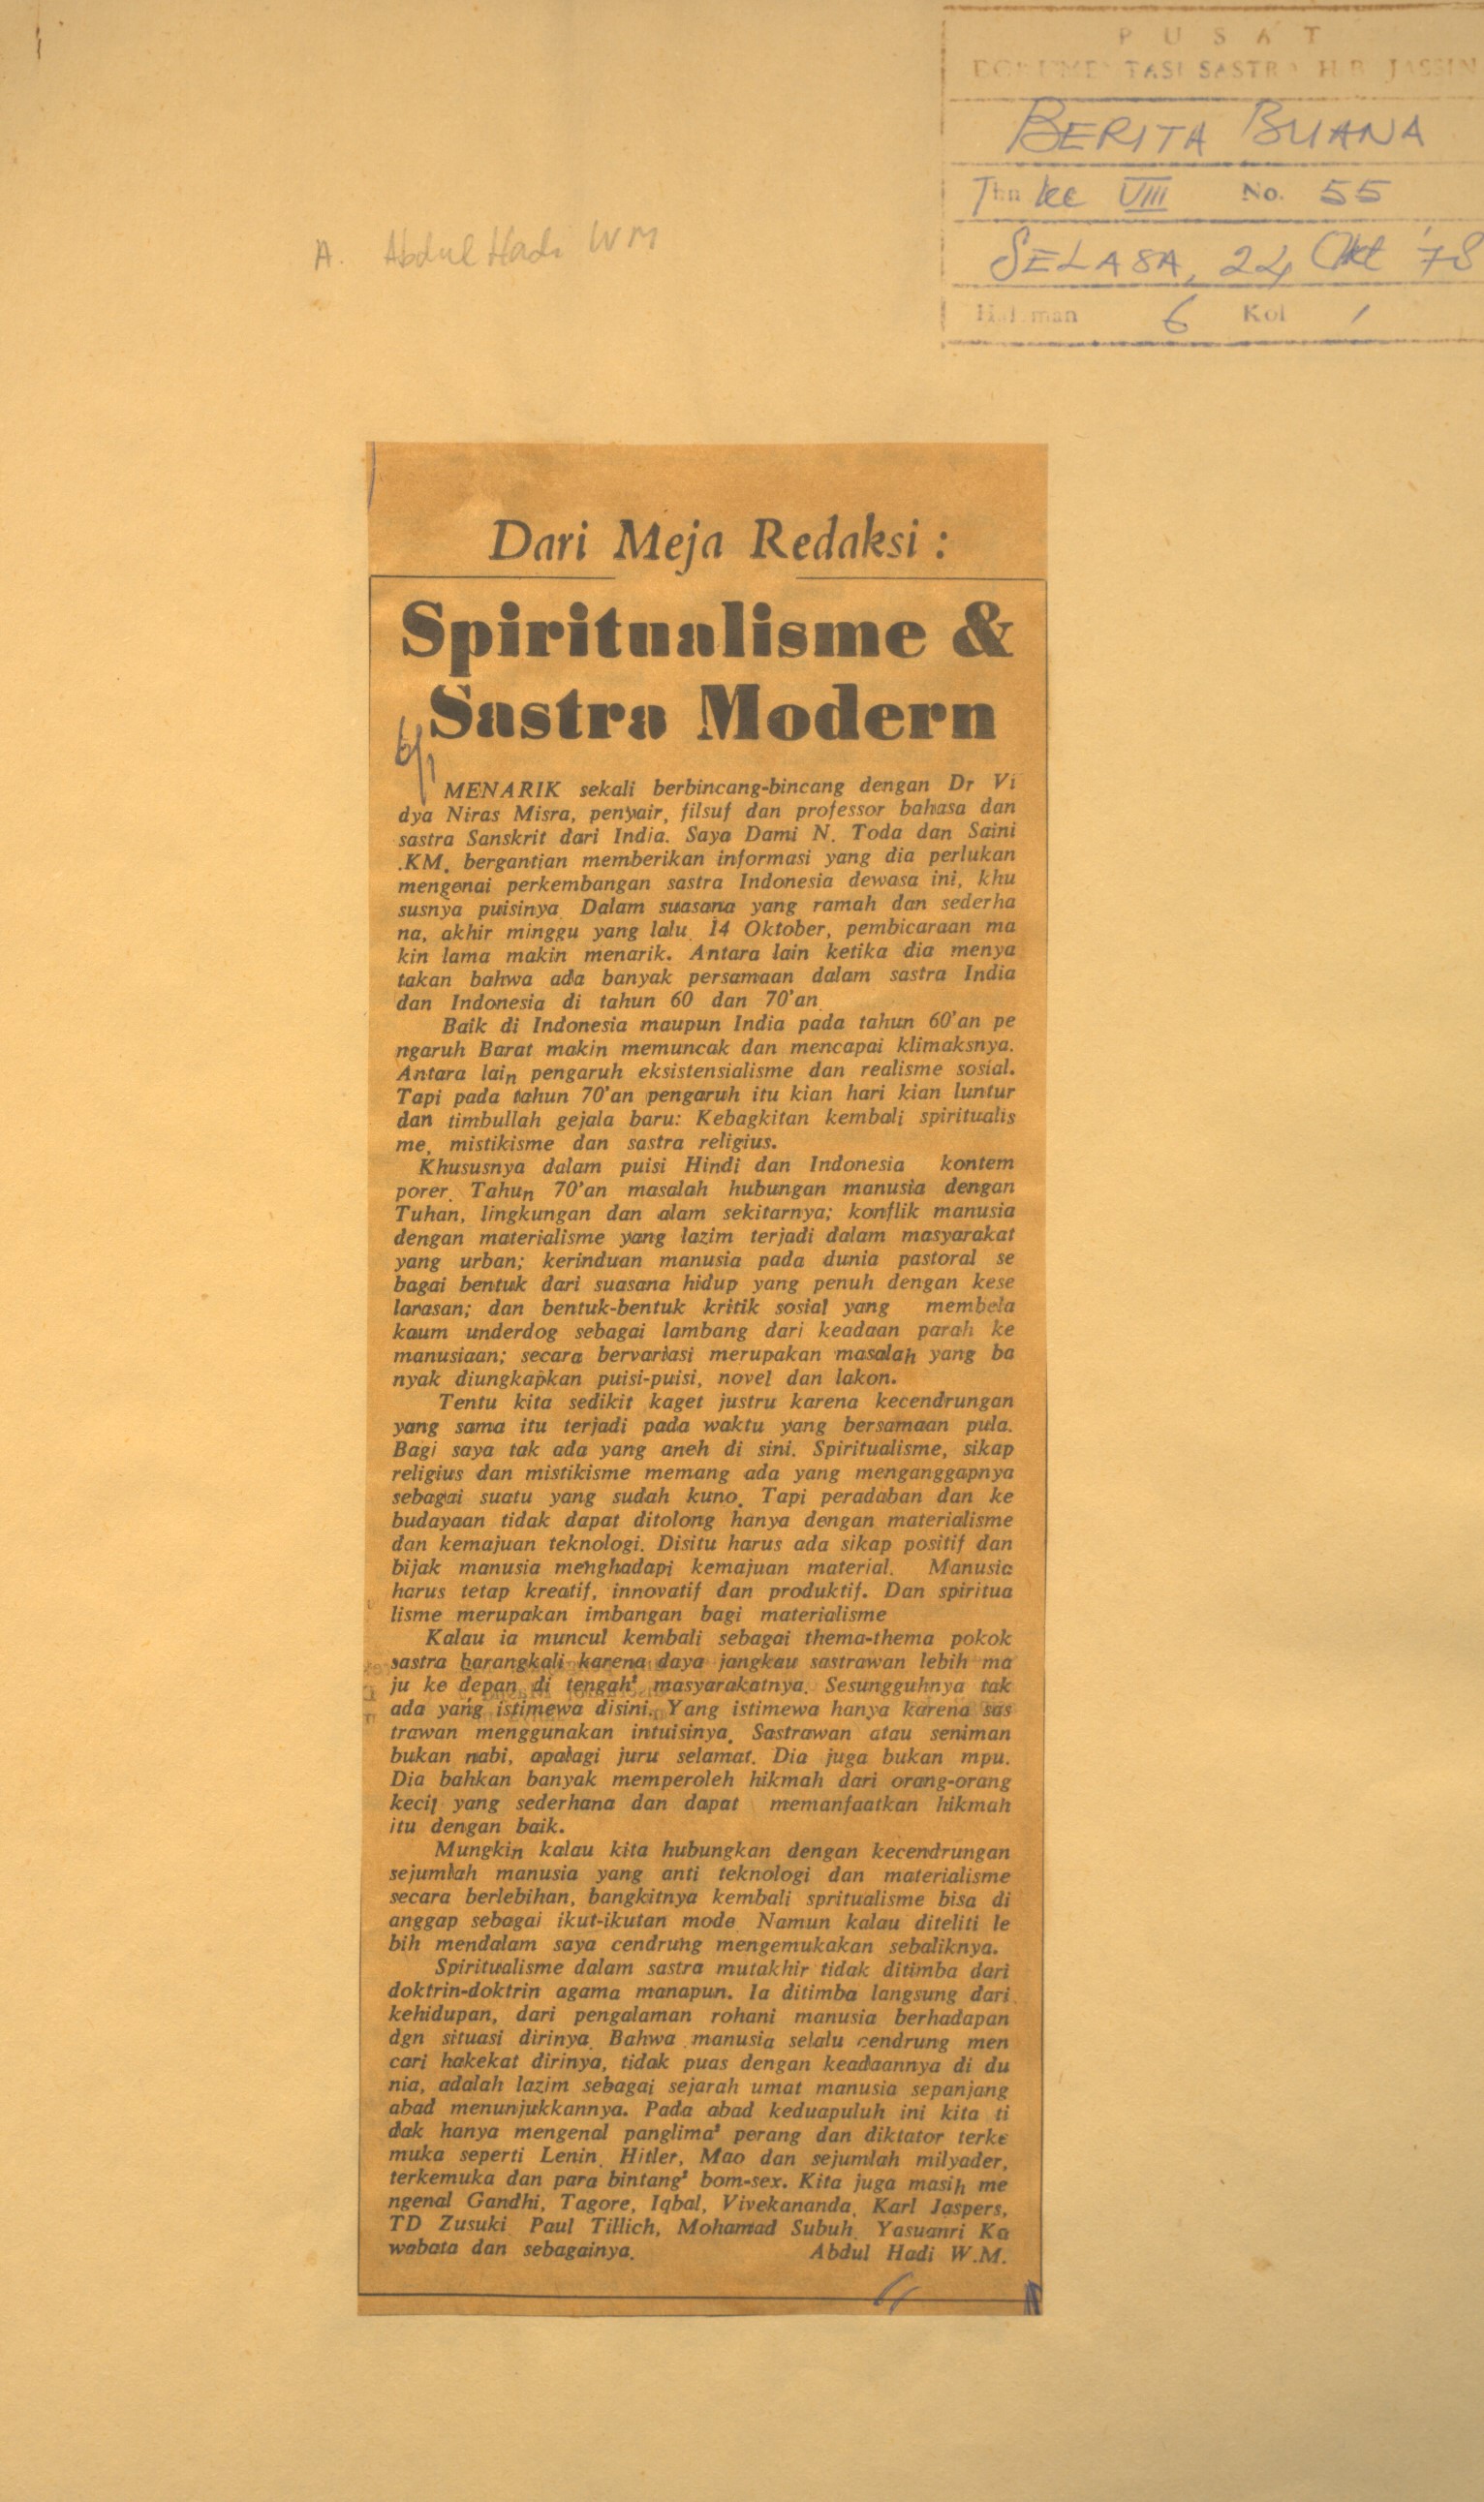 P U S A T
DOKUMENTASI SASTRA H.B. JASSIN
BERITA BUANA
Thn ke VIII No. 55
SELASA, 24 Okt '78
Halaman 6 Kol 1
A. Abdul Hadi WM
Dari Meja Redaksi :
Spiritualisme &
Sastra Modern
6/1
MENARIK sekali berbincang-bincang dengan Dr Vi
dya Niras Misra, penyair, filsuf dan professor bahasa dan
sastra Sanskrit dari India. Saya Dami N. Toda dan Saini
.KM. bergantian memberikan informasi yang dia perlukan
mengenai perkembangan sastra Indonesia dewasa ini, khu
susnya puisinya. Dalam suasana yang ramah dan sederha
na, akhir minggu yang lalu, 14 Oktober, pembicaraan ma
kin lama makin menarik. Antara lain ketika dia menya
takan bahwa ada banyak persamaan dalam sastra India
dan Indonesia di tahun 60 dan 70'an.
Baik di Indonesia maupun India pada tahun 60'an pe
ngaruh Barat makin memuncak dan mencapai klimaksnya.
Antara lain pengaruh eksistensialisme dan realisme sosial.
Tapi pada tahun 70'an pengaruh itu kian hari kian luntur
dan timbullah gejala baru: Kebagkitan kembali spiritualis
me, mistikisme dan sastra religius.
Khususnya dalam puisi Hindi dan Indonesia kontem
porer. Tahun 70'an masalah hubungan manusia dengan
Tuhan, lingkungan dan alam sekitarnya; konflik manusia
dengan materialisme yang lazim terjadi dalam masyarakat
yang urban; kerinduan manusia pada dunia pastoral se
bagai bentuk dari suasana hidup yang penuh dengan kese
larasan; dan bentuk-bentuk kritik sosial yang membela
kaum underdog sebagai lambang dari keadaan parah ke
manusiaan; secara bervariasi merupakan masalah yang ba
nyak diungkapkan puisi-puisi, novel dan lakon.
Tentu kita sedikit kaget justru karena kecendrungan
yang sama itu terjadi pada waktu yang bersamaan pula.
Bagi saya tak ada yang aneh di sini. Spiritualisme, sikap
religius dan mistikisme memang ada yang menganggapnya
sebagai suatu yang sudah kuno. Tapi peradaban dan ke
budayaan tidak dapat ditolong hanya dengan materialisme
dan kemajuan teknologi. Disitu harus ada sikap positif dan
bijak manusia menghadapi kemajuan material. Manusia
harus tetap kreatif, innovatif dan produktif. Dan spiritua
lisme merupakan imbangan bagi materialisme
Kalau ia muncul kembali sebagai thema-thema pokok
sastra barangkali karena daya jangkau sastrawan lebih ma
ju ke depan di tengah² masyarakatnya. Sesungguhnya tak
ada yang istimewa disini. Yang istimewa hanya karena sas
trawan menggunakan intuisinya. Sastrawan atau seniman
bukan nabi, apalagi juru selamat. Dia juga bukan mpu.
Dia bahkan banyak memperoleh hikmah dari orang-orang
kecil yang sederhana dan dapat memanfaatkan hikmah
itu dengan baik.
Mungkin kalau kita hubungkan dengan kecendrungan
sejumlah manusia yang anti teknologi dan materialisme
secara berlebihan, bangkitnya kembali spritualisme bisa di
anggap sebagai ikut-ikutan mode. Namun kalau diteliti le
bih mendalam saya cendrung mengemukakan sebaliknya.
Spiritualisme dalam sastra mutakhir tidak ditimba dari
doktrin-doktrin agama manapun. Ia ditimba langsung dari
kehidupan, dari pengalaman rohani manusia berhadapan
dgn situasi dirinya. Bahwa manusia selalu cendrung men
cari hakekat dirinya, tidak puas dengan keadaannya di du
nia, adalah lazim sebagai sejarah umat manusia sepanjang
abad menunjukkannya. Pada abad keduapuluh ini kita ti
dak hanya mengenal panglima² perang dan diktator terke
muka seperti Lenin, Hitler, Mao dan sejumlah milyader,
terkemuka dan para bintang² bom-sex. Kita juga masih me
ngenal Gandhi, Tagore, Iqbal, Vivekananda, Karl Jaspers,
TD Zusuki Paul Tillich, Mohamad Subuh, Yasuanri Ka
wabata dan sebagainya. Abdul Hadi W.M.